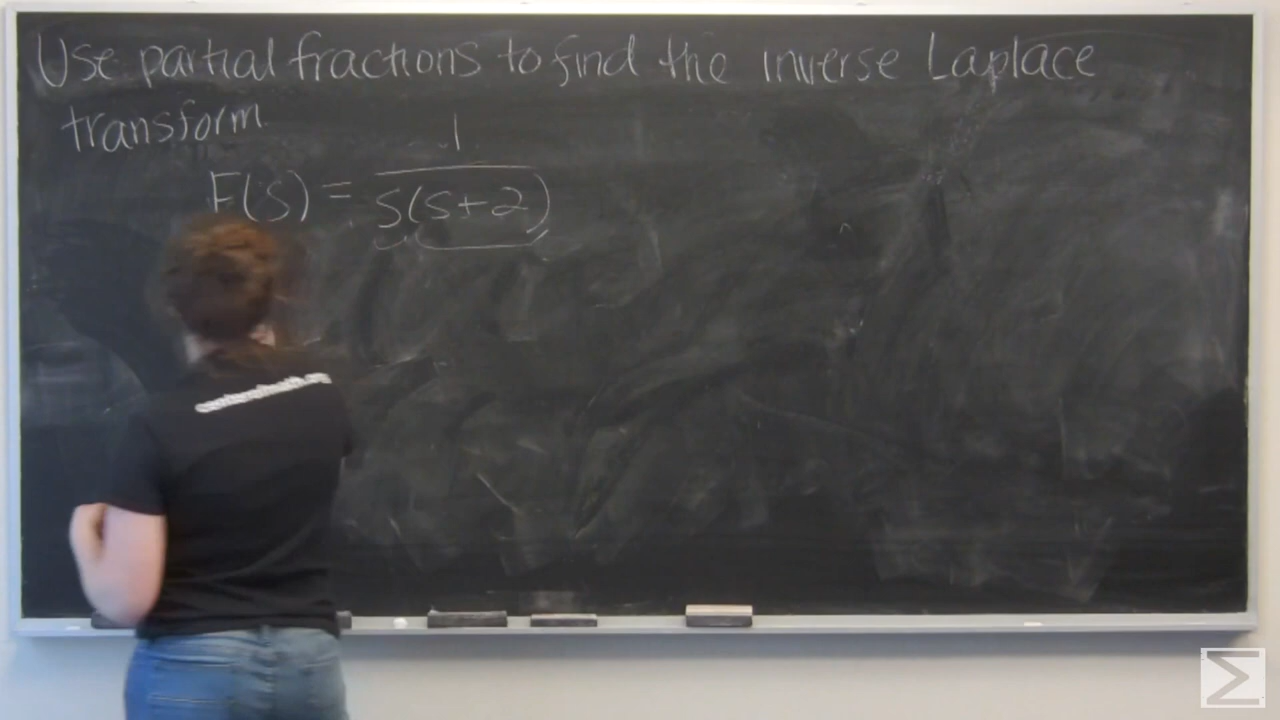 Use partial fractions to find the inverse Laplace
transform.
F(s) = 1 / s(s+2)
Σ